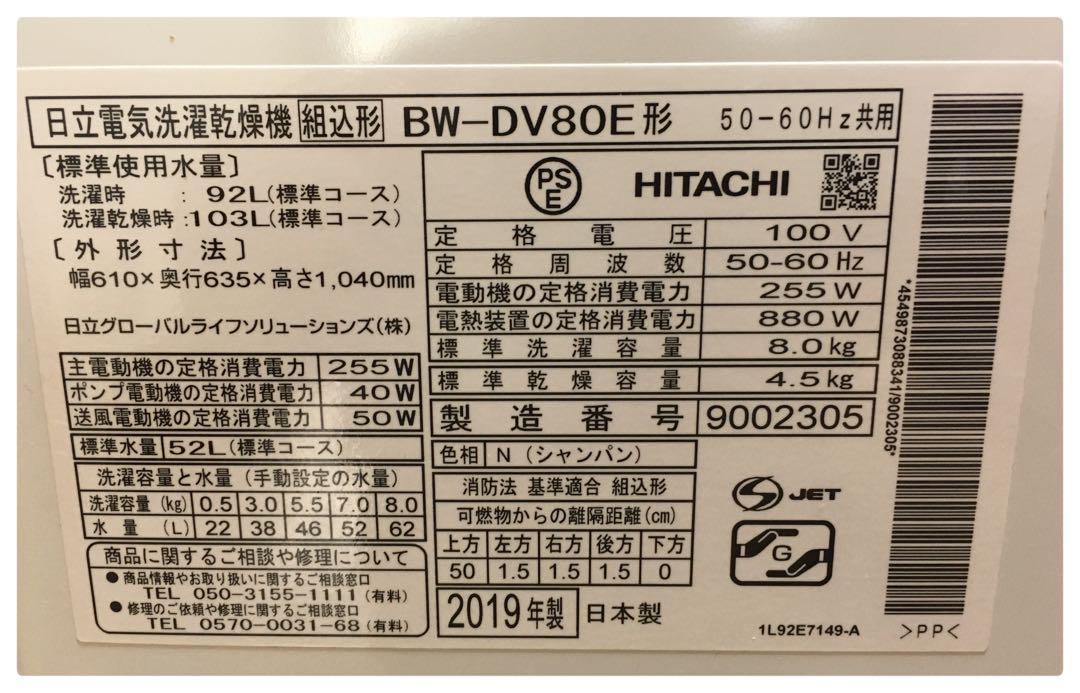 日立電気洗濯乾燥機 組込形 BW-DV80E形 50-60Hz共用
〔標準使用水量〕
洗濯時 : 92L(標準コース)
洗濯乾燥時:103L(標準コース)
〔外形寸法〕
幅610×奥行635×高さ1,040mm
日立グローバルライフソリューションズ(株)
主電動機の定格消費電力 255W
ポンプ電動機の定格消費電力 40W
送風電動機の定格消費電力 50W
標準水量 52L(標準コース)
洗濯容量と水量(手動設定の水量)
洗濯容量(kg) 0.5 3.0 5.5 7.0 8.0
水量(L) 22 38 46 52 62
商品に関するご相談や修理について
●商品情報やお取り扱いに関するご相談窓口
TEL 050-3155-1111(有料)
●修理のご依頼や修理に関するご相談窓口
TEL 0570-0031-68(有料)
PSE HITACHI
定格電圧 100V
定格周波数 50-60Hz
電動機の定格消費電力 255W
電熱装置の定格消費電力 880W
標準洗濯容量 8.0kg
標準乾燥容量 4.5kg
製造番号 9002305
色相 N(シャンパン)
消防法 基準適合 組込形
可燃物からの離隔距離(cm)
上方 左方 右方 後方 下方
50 1.5 1.5 1.5 0
2019年製 日本製
S JET
G
1L92E7149-A >PP<
*4549873088341/9002305*